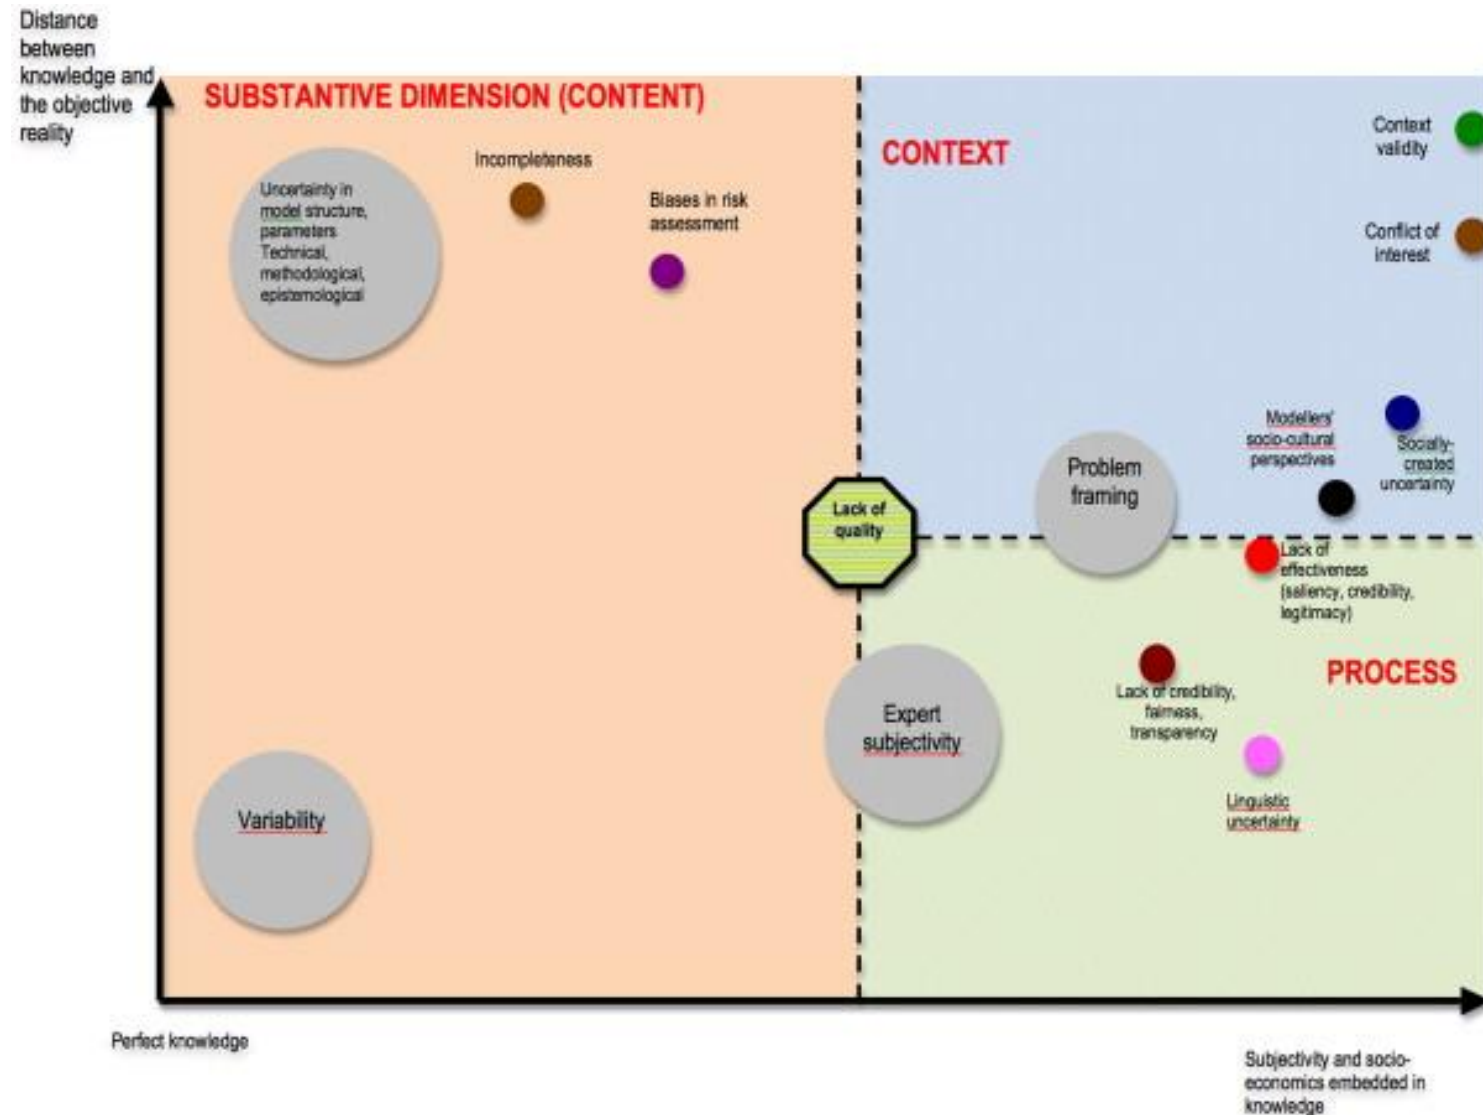 Distance
between
knowledge and
the objective
reality
SUBSTANTIVE DIMENSION (CONTENT)
Uncertainty in
model structure,
parameters
Technical,
methodological,
epistemological
Incompleteness
Biases in risk
assessment
CONTEXT
Context
validity
Conflict of
interest
Modellers'
socio-cultural
perspectives
Socially-
created
uncertainty
Problem
framing
Lack of
quality
Lack of
effectiveness
(saliency, credibility,
legitimacy)
PROCESS
Lack of credibility,
fairness,
transparency
Expert
subjectivity
Linguistic
uncertainty
Variability
Perfect knowledge
Subjectivity and socio-
economics embedded in
knowledge